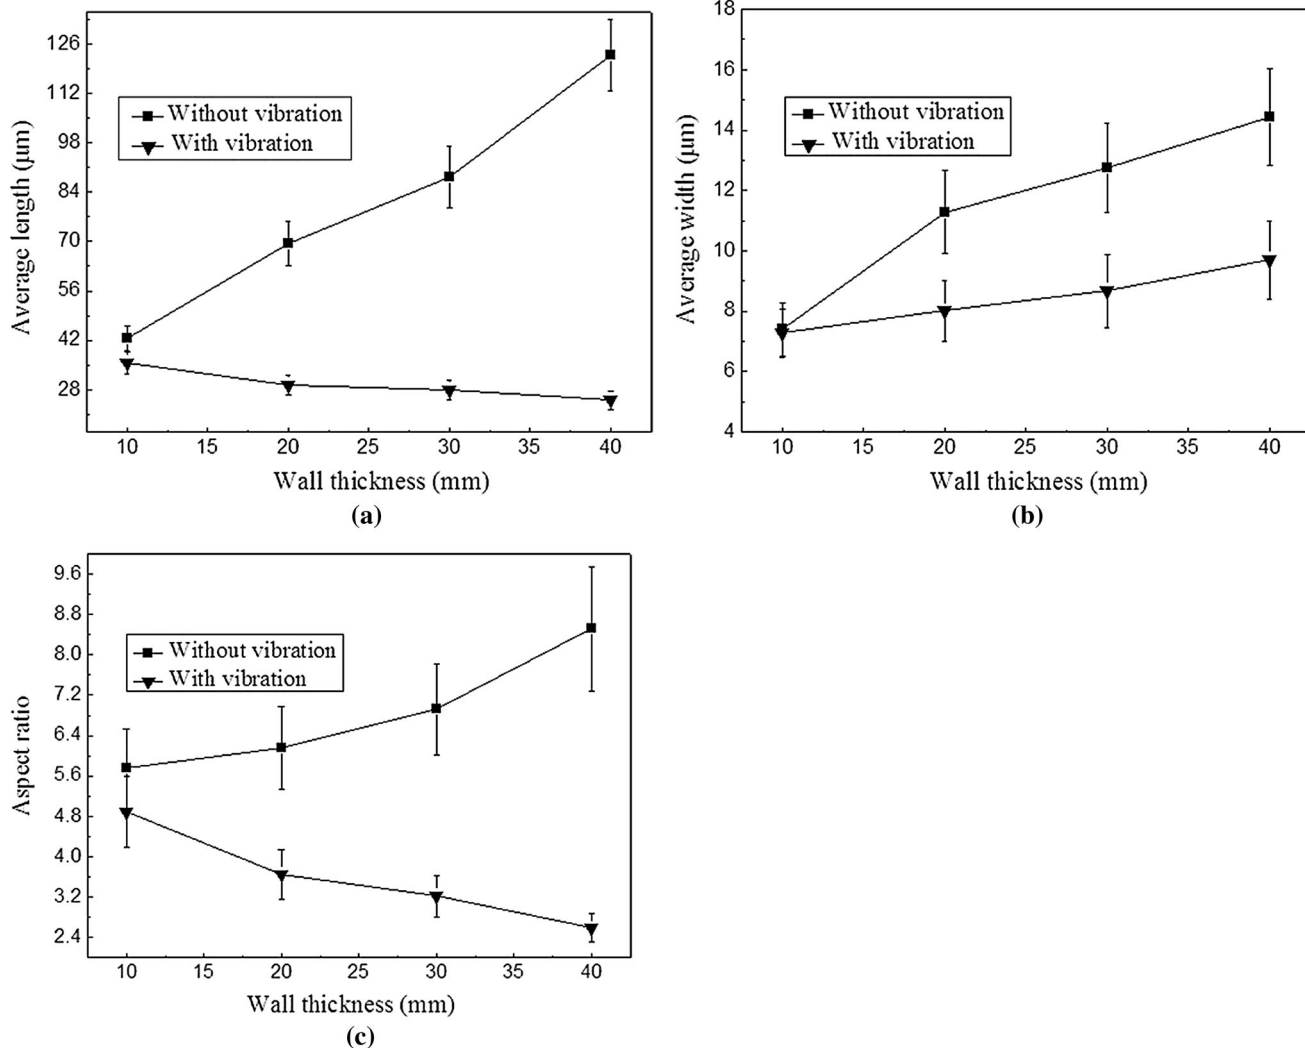 126
112
98
84
70
56
42
28
Average length (μm)
Without vibration
With vibration
10 15 20 25 30 35 40
Wall thickness (mm)
(a)
18
16
14
12
10
8
6
4
Average width (μm)
Without vibration
With vibration
10 15 20 25 30 35 40
Wall thickness (mm)
(b)
9.6
8.8
8.0
7.2
6.4
5.6
4.8
4.0
3.2
2.4
Aspect ratio
Without vibration
With vibration
10 15 20 25 30 35 40
Wall thickness (mm)
(c)